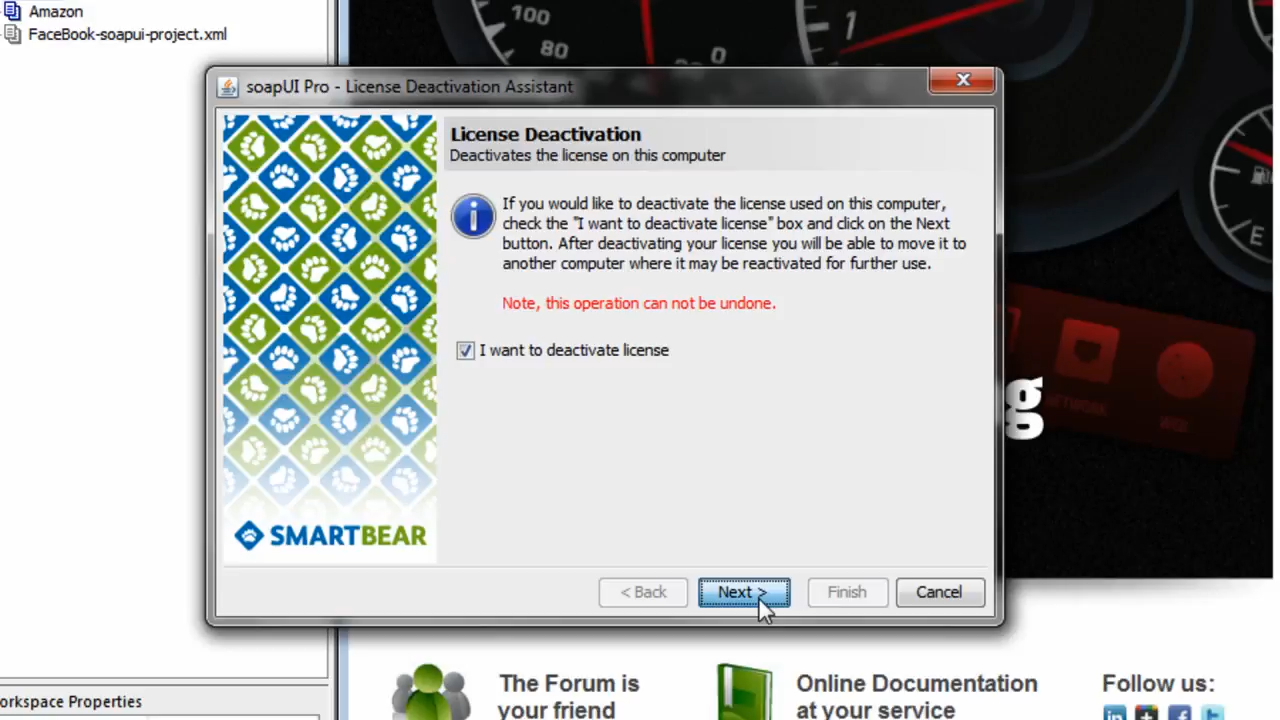 Amazon
FaceBook-soapui-project.xml
100
80
0
1
soapUI Pro - License Deactivation Assistant
License Deactivation
Deactivates the license on this computer
If you would like to deactivate the license used on this computer,
check the "I want to deactivate license" box and click on the Next
button. After deactivating your license you will be able to move it to
another computer where it may be reactivated for further use.
Note, this operation can not be undone.
I want to deactivate license
E
g
SMARTBEAR
< Back
Next >
Finish
Cancel
orkspace Properties
The Forum is
your friend
Online Documentation
at your service
Follow us:
in
f